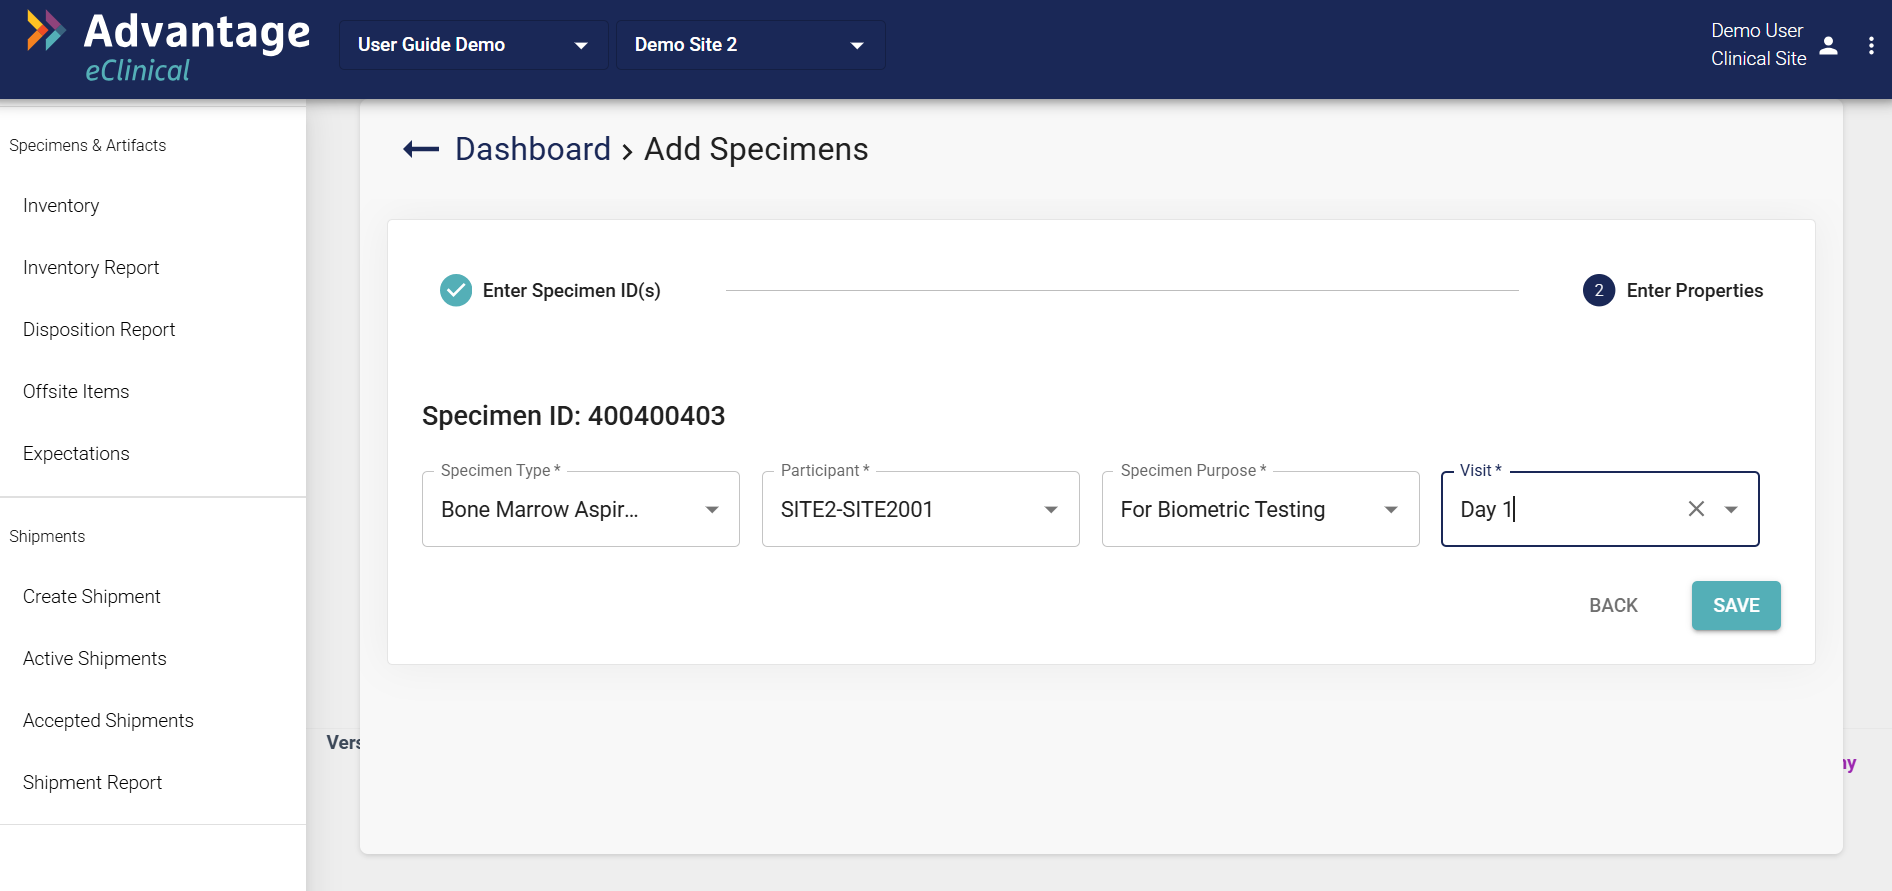 Advantage
eClinical
User Guide Demo
Demo Site 2
Demo User
Clinical Site
Specimens & Artifacts
Inventory
Inventory Report
Disposition Report
Offsite Items
Expectations
Shipments
Create Shipment
Active Shipments
Accepted Shipments
Shipment Report
Dashboard › Add Specimens
Enter Specimen ID(s)
2 Enter Properties
Specimen ID: 400400403
Specimen Type *
Bone Marrow Aspir...
Participant *
SITE2-SITE2001
Specimen Purpose *
For Biometric Testing
Visit *
Day 1
BACK
SAVE